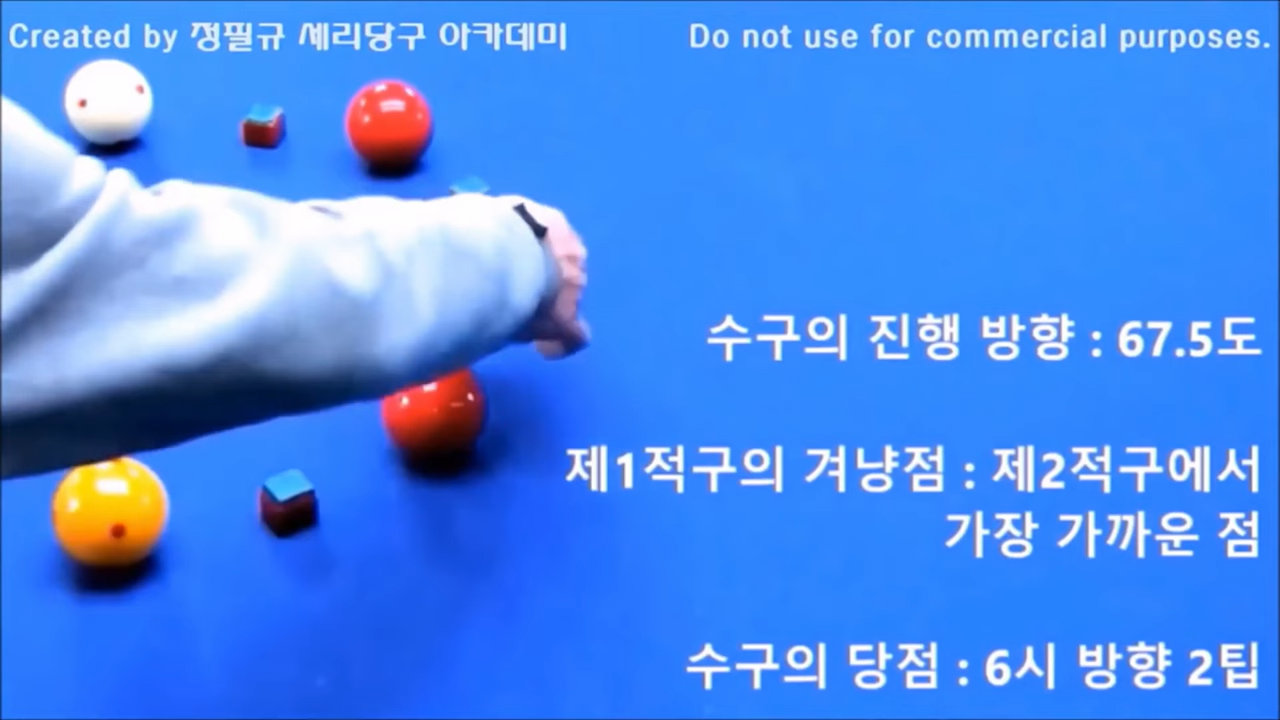 Created by 정필규 세리당구 아카데미
Do not use for commercial purposes.
수구의 진행 방향 : 67.5도
제1적구의 겨냥점 : 제2적구에서
가장 가까운 점
수구의 당점 : 6시 방향 2팁